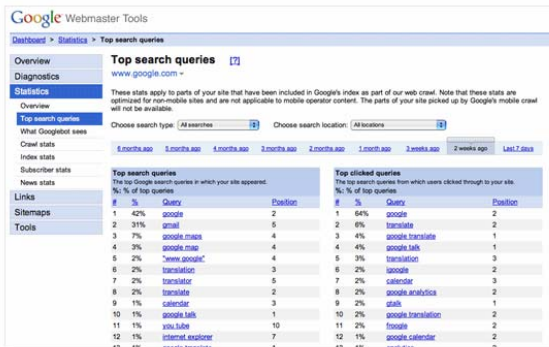 Google Webmaster Tools
Dashboard > Statistics > Top search queries
Overview
Diagnostics
Statistics
Overview
Top search queries
What Googlebot sees
Crawl stats
Index stats
Subscriber stats
News stats
Links
Sitemaps
Tools
Top search queries [?]
www.google.com
These stats apply to parts of your site that have been included in Google's index as part of our web crawl. Note that these stats are
optimized for non-mobile sites and are not applicable to mobile operator content. The parts of your site picked up by Google's mobile crawl
will not be available.
Choose search type: All searches Choose search location: All locations
6 months ago 5 months ago 4 months ago 3 months ago 2 months ago 1 month ago 3 weeks ago 2 weeks ago Last 7 days
Top search queries
The top Google search queries in which your site appeared.
%: % of top queries
# % Query Position
1 42% google 2
2 31% gmail 5
3 7% google maps 4
4 3% google map 4
5 2% "www.google" 4
6 2% translation 3
7 2% translator 5
8 2% translate 2
9 1% calendar 3
10 1% google talk 1
11 1% you tube 10
12 1% internet explorer 7
Top clicked queries
The top search queries from which users clicked through to your site.
%: % of top queries
# % Query Position
1 64% google 2
2 6% translate 2
3 4% google translate 1
4 4% google talk 1
5 3% translation 3
6 2% igoogle 2
7 2% calendar 3
8 2% google analytics 2
9 2% gtalk 1
10 2% google translation 2
11 2% froogle 2
12 1% google calendar 2